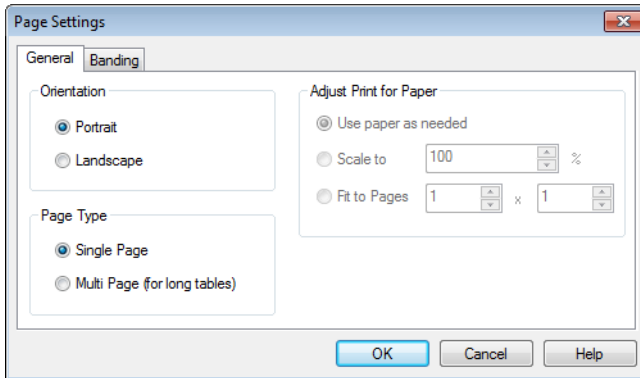 Page Settings
General Banding
Orientation
Portrait
Landscape
Page Type
Single Page
Multi Page (for long tables)
Adjust Print for Paper
Use paper as needed
Scale to 100 %
Fit to Pages 1 x 1
OK Cancel Help